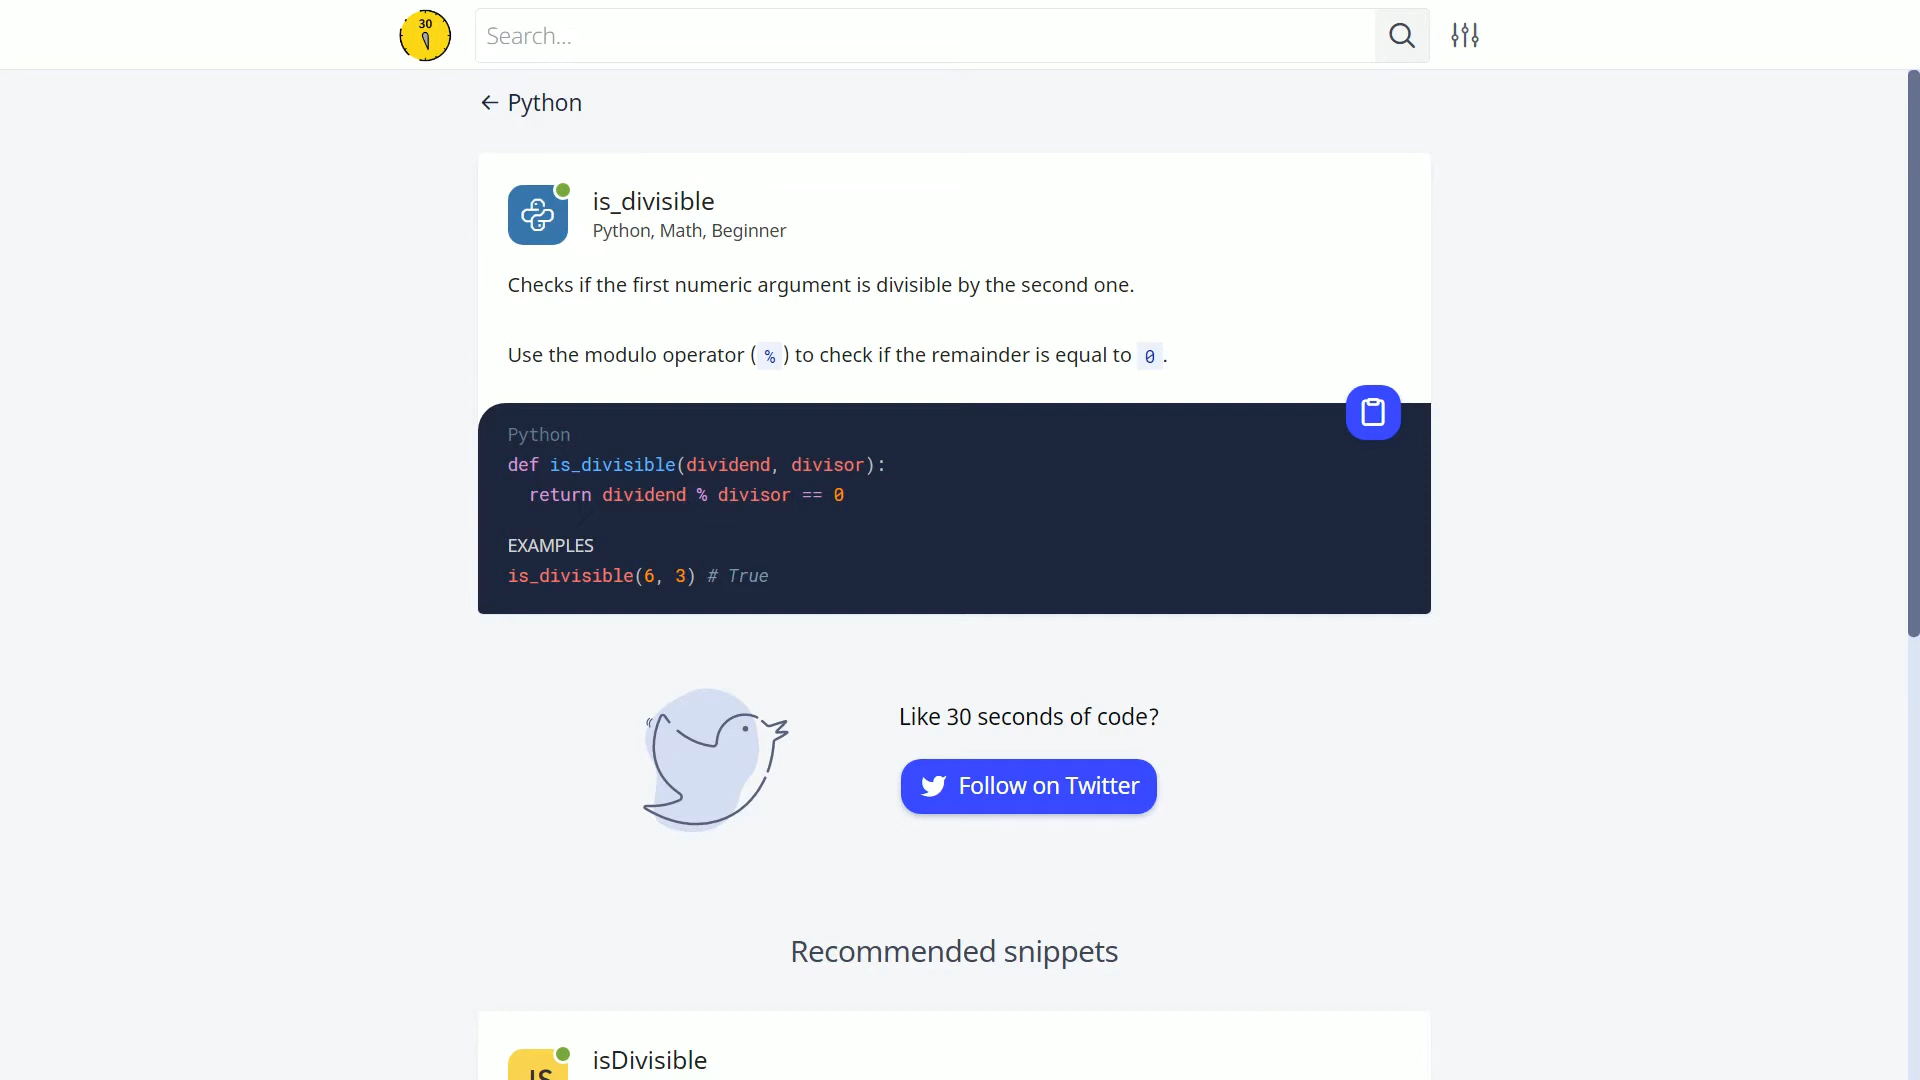 30
Search...
← Python
is_divisible
Python, Math, Beginner
Checks if the first numeric argument is divisible by the second one.
Use the modulo operator (%) to check if the remainder is equal to 0.
Python
def is_divisible(dividend, divisor):
  return dividend % divisor == 0
EXAMPLES
is_divisible(6, 3) # True
Like 30 seconds of code?
Follow on Twitter
Recommended snippets
isDivisible
JS